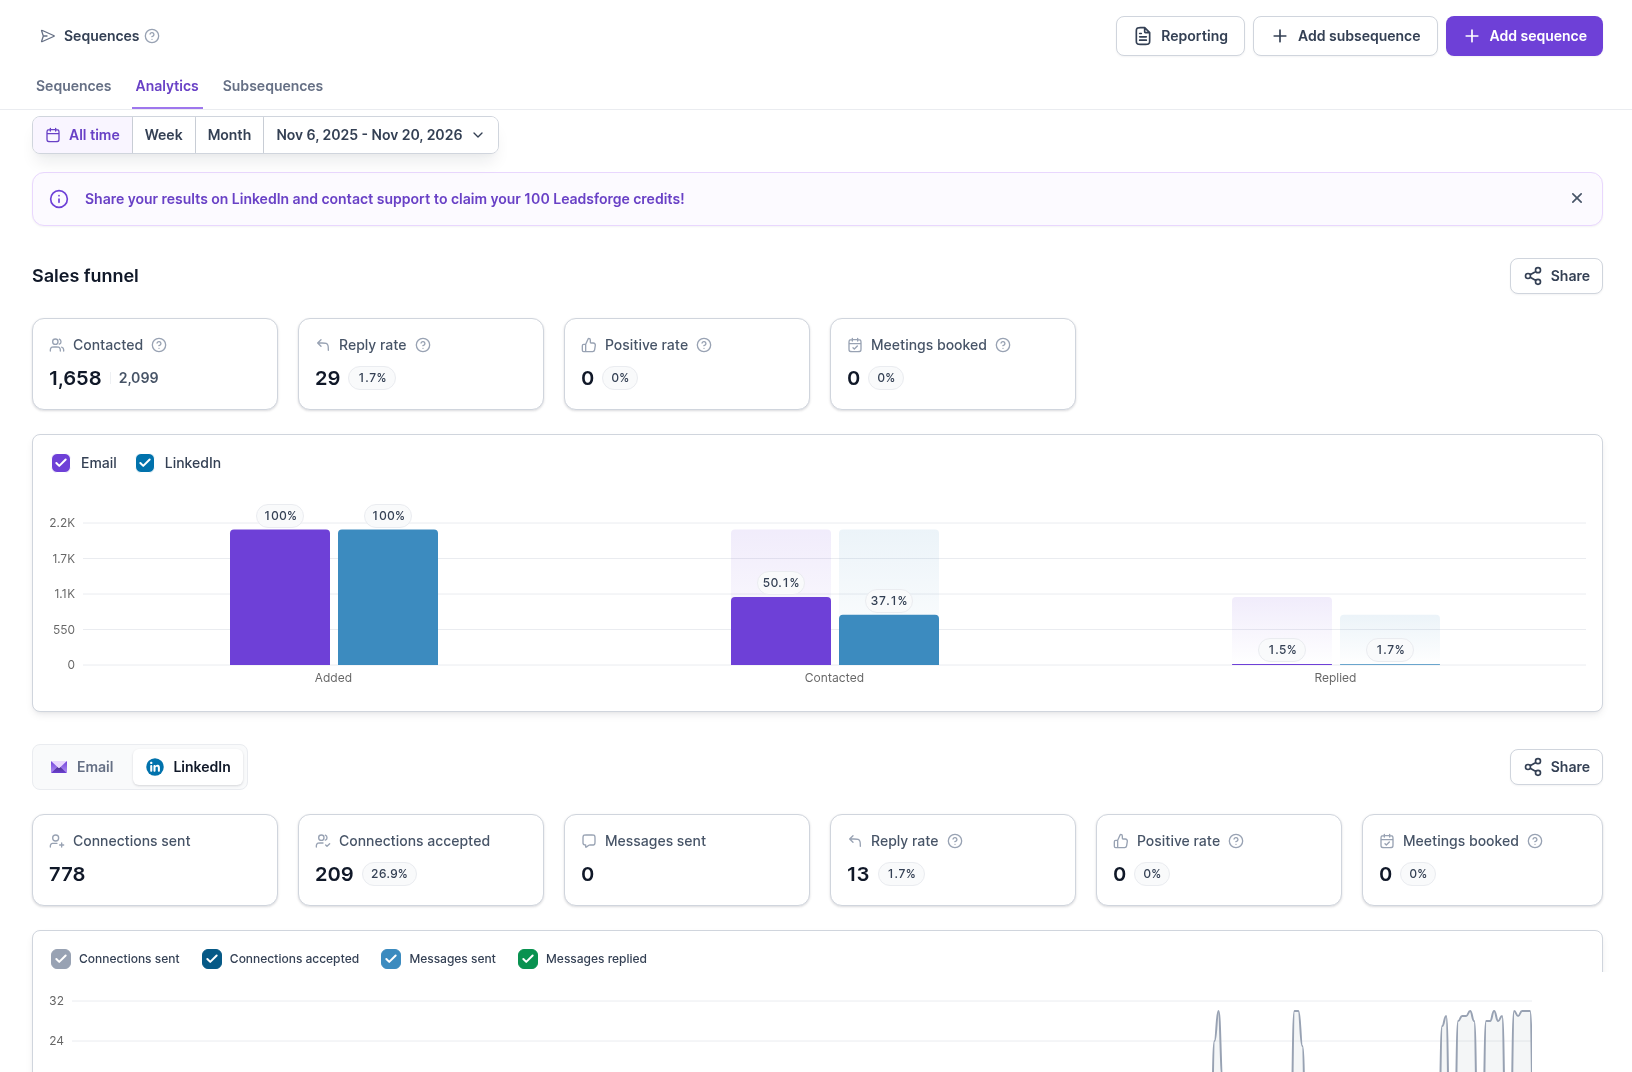 Sequences
Reporting
Add subsequence
Add sequence
Sequences Analytics Subsequences
All time Week Month Nov 6, 2025 - Nov 20, 2026
Share your results on LinkedIn and contact support to claim your 100 Leadsforge credits!
Sales funnel
Share
Contacted
1,658 2,099
Reply rate
29 1.7%
Positive rate
0 0%
Meetings booked
0 0%
Email LinkedIn
2.2K
1.7K
1.1K
550
0
100% 100%
50.1% 37.1%
1.5% 1.7%
Added Contacted Replied
Email LinkedIn
Share
Connections sent
778
Connections accepted
209 26.9%
Messages sent
0
Reply rate
13 1.7%
Positive rate
0 0%
Meetings booked
0 0%
Connections sent Connections accepted Messages sent Messages replied
32
24